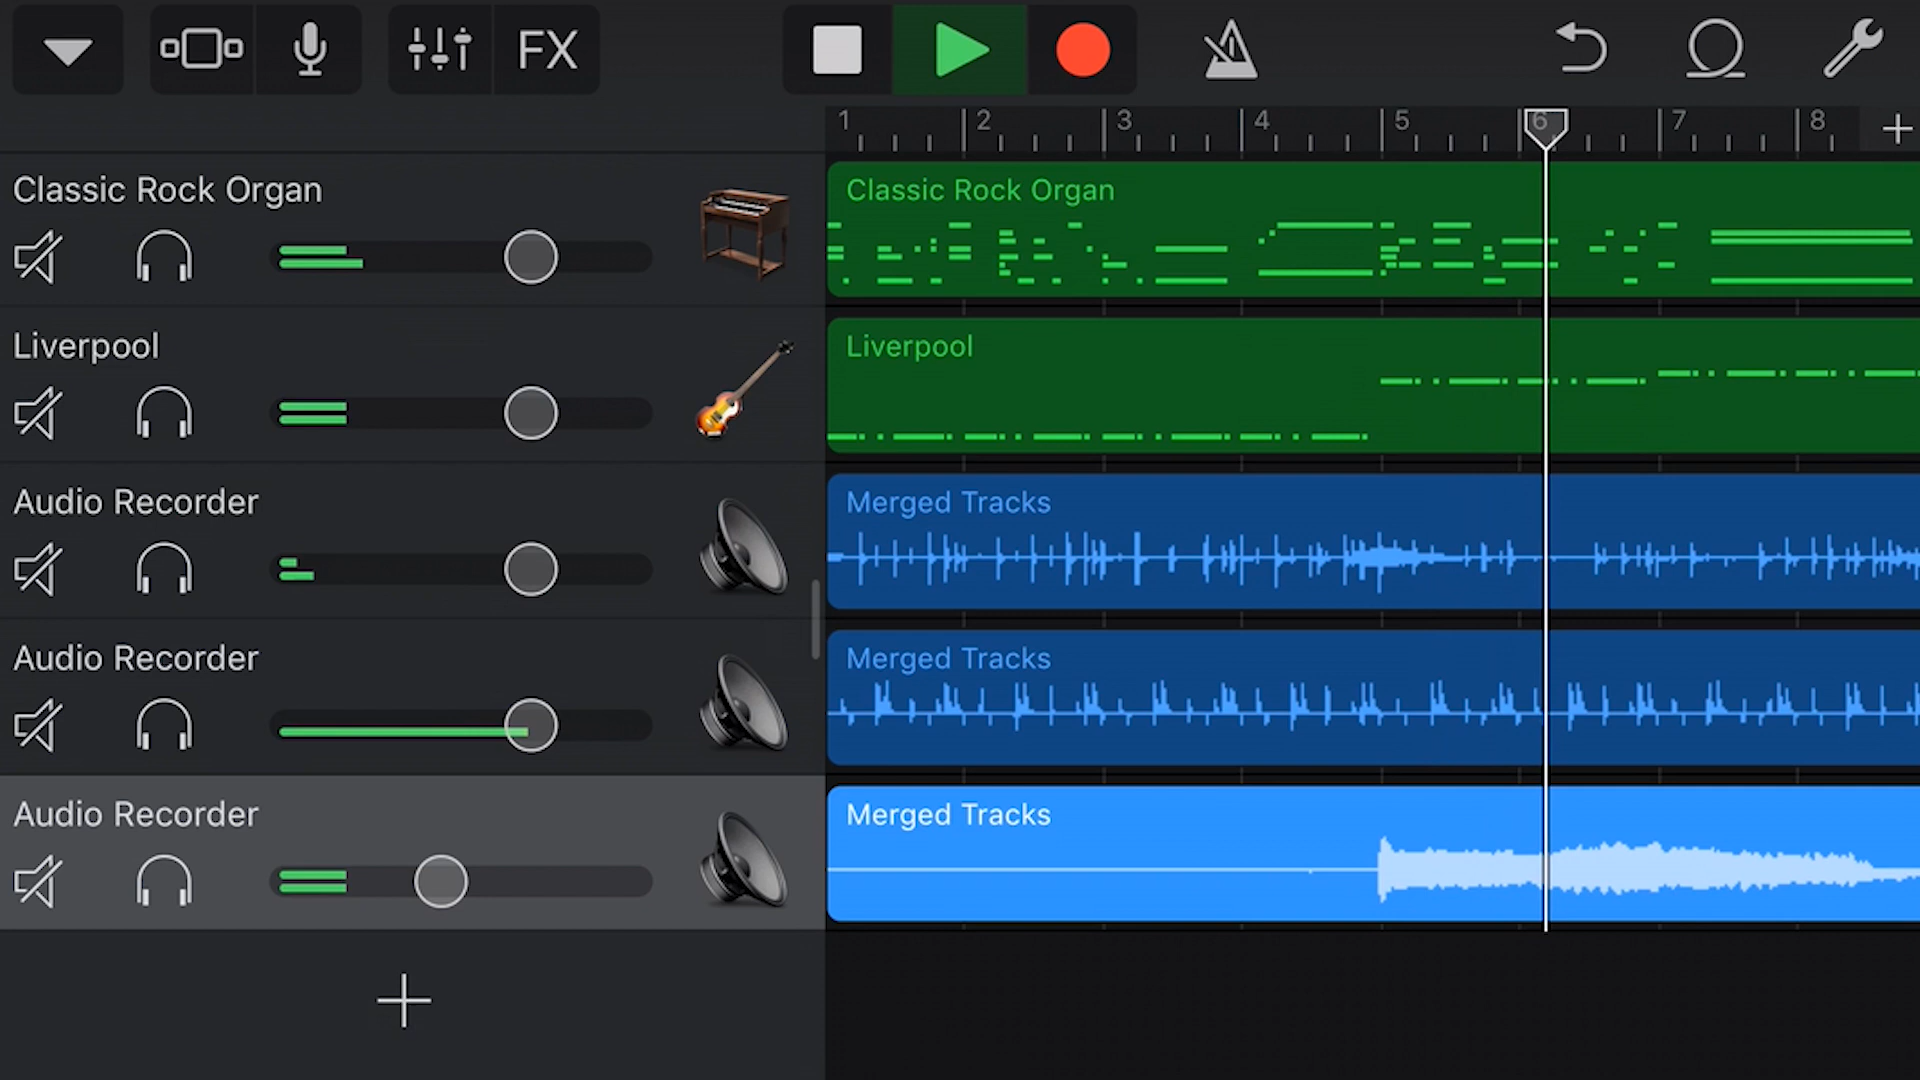 FX
1 2 3 4 5 6 7 8
Classic Rock Organ
Classic Rock Organ
Liverpool
Liverpool
Audio Recorder
Merged Tracks
Audio Recorder
Merged Tracks
Audio Recorder
Merged Tracks